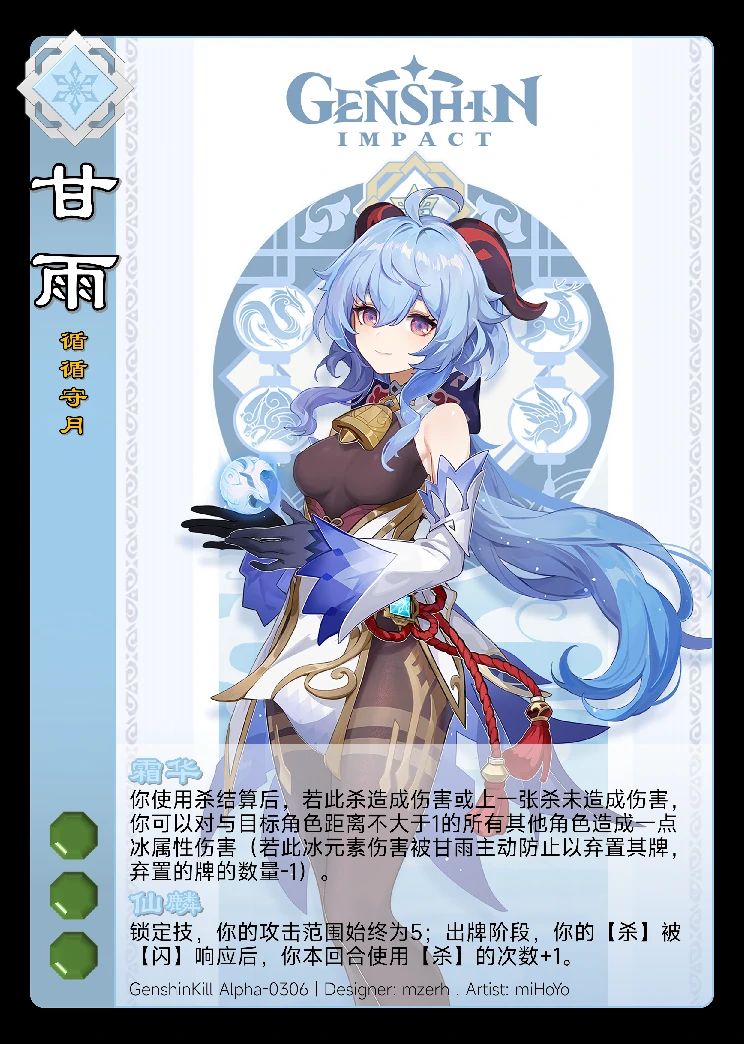 GENSHIN
IMPACT
甘雨
循循守月
霜华
你使用杀结算后，若此杀造成伤害或上一张杀未造成伤害，
你可以对与目标角色距离不大于1的所有其他角色造成一点
冰属性伤害（若此冰元素伤害被甘雨主动防止以弃置其牌，
弃置的牌的数量-1）。
仙麟
锁定技，你的攻击范围始终为5；出牌阶段，你的【杀】被
【闪】响应后，你本回合使用【杀】的次数+1。
GenshinKill Alpha-0306 | Designer: mzerh . Artist: miHoYo